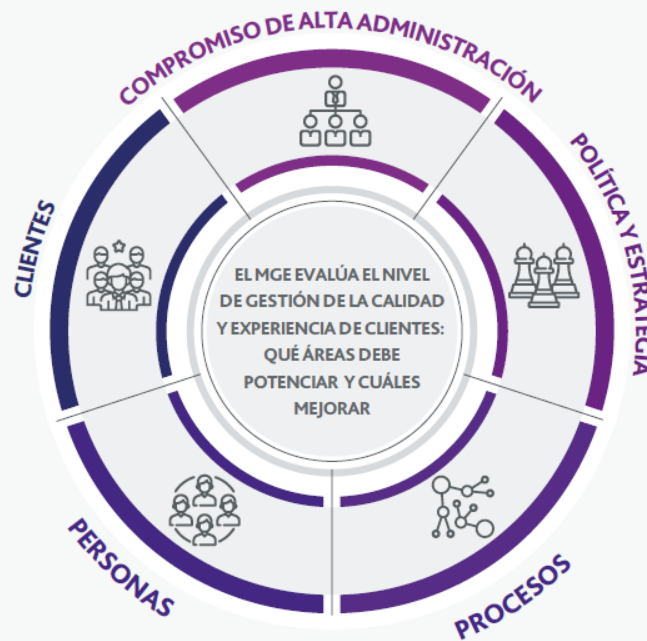 COMPROMISO DE ALTA ADMINISTRACIÓN
POLÍTICA Y ESTRATEGIA
PROCESOS
PERSONAS
CLIENTES
EL MGE EVALÚA EL NIVEL
DE GESTIÓN DE LA CALIDAD
Y EXPERIENCIA DE CLIENTES:
QUÉ ÁREAS DEBE
POTENCIAR Y CUÁLES
MEJORAR